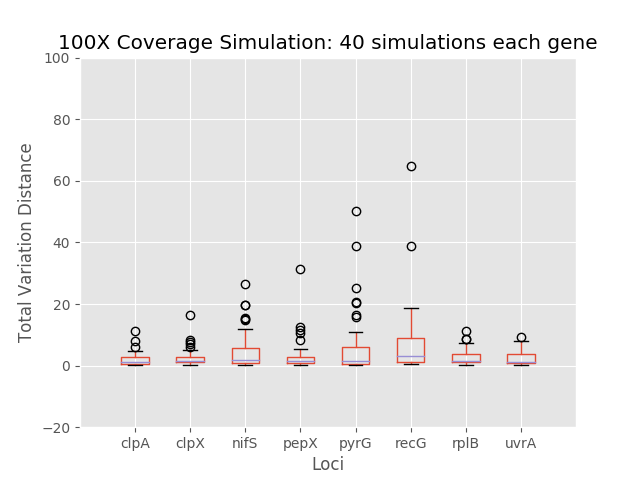 100X Coverage Simulation: 40 simulations each gene
100
80
60
40
20
0
−20
Total Variation Distance
clpA clpX nifS pepX pyrG recG rplB uvrA
Loci